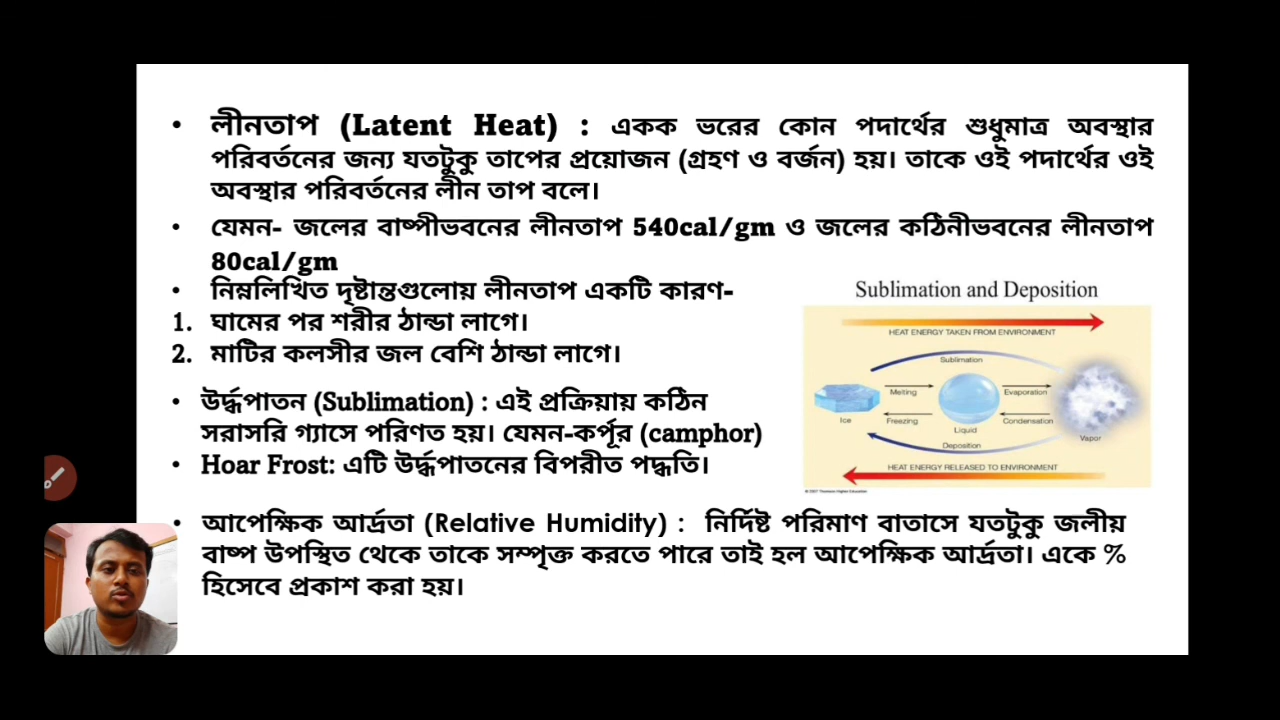 • লীনতাপ (Latent Heat) : একক ভরের কোন পদার্থের শুধুমাত্র অবস্থার
পরিবর্তনের জন্য যতটুকু তাপের প্রয়োজন (গ্রহণ ও বর্জন) হয়। তাকে ওই পদার্থের ওই
অবস্থার পরিবর্তনের লীন তাপ বলে।
• যেমন- জলের বাষ্পীভবনের লীনতাপ 540cal/gm ও জলের কঠিনীভবনের লীনতাপ
80cal/gm
• নিম্নলিখিত দৃষ্টান্তগুলোয় লীনতাপ একটি কারণ-
1. ঘামের পর শরীর ঠান্ডা লাগে।
2. মাটির কলসীর জল বেশি ঠান্ডা লাগে।
• উর্দ্ধপাতন (Sublimation) : এই প্রক্রিয়ায় কঠিন
সরাসরি গ্যাসে পরিণত হয়। যেমন-কর্পূর (camphor)
• Hoar Frost: এটি উর্দ্ধপাতনের বিপরীত পদ্ধতি।
Sublimation and Deposition
HEAT ENERGY TAKEN FROM ENVIRONMENT
Sublimation
Melting
Evaporation
Ice
Freezing
Liquid
Condensation
Vapor
Deposition
HEAT ENERGY RELEASED TO ENVIRONMENT
© 2007 Thomson Higher Education
• আপেক্ষিক আর্দ্রতা (Relative Humidity) : নির্দিষ্ট পরিমাণ বাতাসে যতটুকু জলীয়
বাষ্প উপস্থিত থেকে তাকে সম্পৃক্ত করতে পারে তাই হল আপেক্ষিক আর্দ্রতা। একে %
হিসেবে প্রকাশ করা হয়।